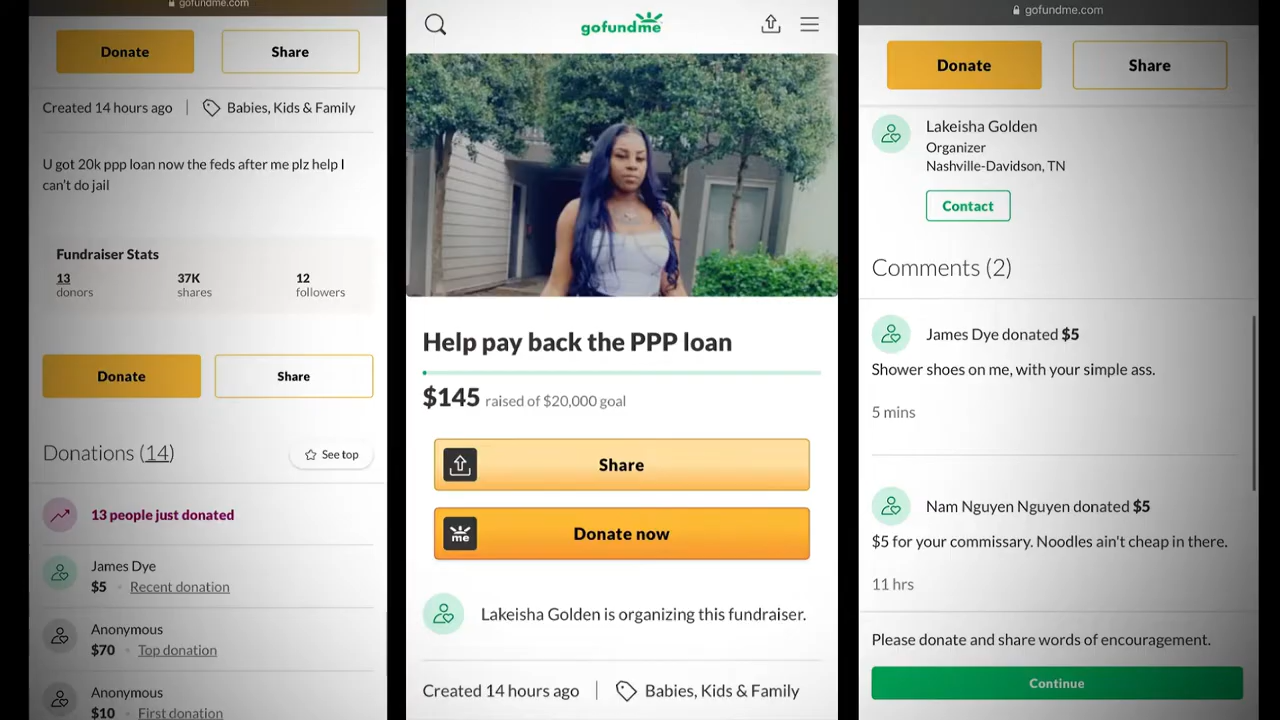 gofundme.com
Donate
Share
Created 14 hours ago | Babies, Kids & Family
U got 20k ppp loan now the feds after me plz help I
can't do jail
Fundraiser Stats
13
donors
37K
shares
12
followers
Donate
Share
Donations (14)
See top
13 people just donated
James Dye
$5 • Recent donation
Anonymous
$70 • Top donation
Anonymous
$10 • First donation
gofundme
Help pay back the PPP loan
$145 raised of $20,000 goal
Share
me
Donate now
Lakeisha Golden is organizing this fundraiser.
Created 14 hours ago | Babies, Kids & Family
gofundme.com
Donate
Share
Lakeisha Golden
Organizer
Nashville-Davidson, TN
Contact
Comments (2)
James Dye donated $5
Shower shoes on me, with your simple ass.
5 mins
Nam Nguyen Nguyen donated $5
$5 for your commissary. Noodles ain't cheap in there.
11 hrs
Please donate and share words of encouragement.
Continue